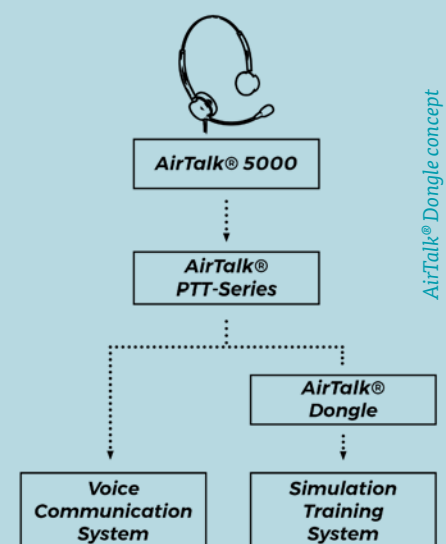 AirTalk® 5000
AirTalk®
PTT-Series
AirTalk®
Dongle
Voice
Communication
System
Simulation
Training
System
AirTalk® Dongle concept